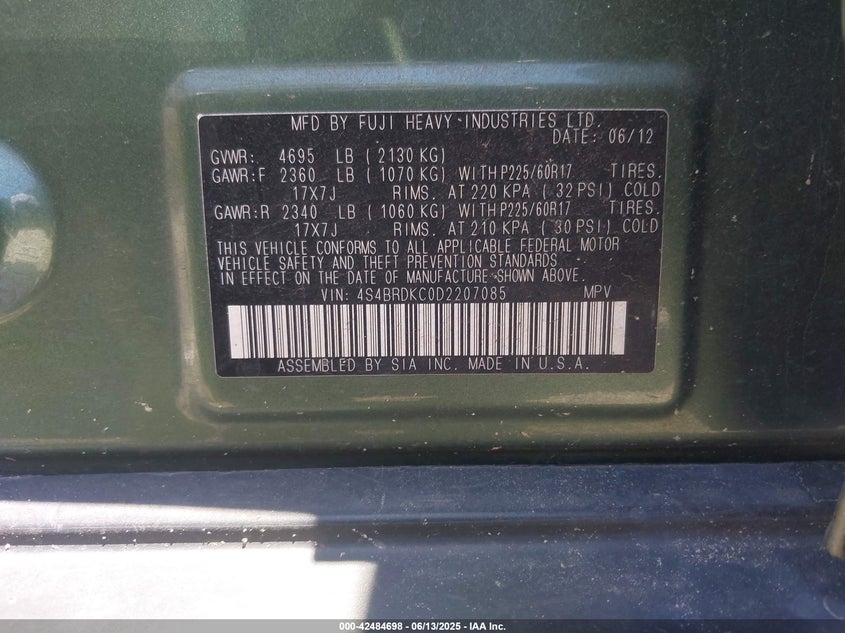 MFD BY FUJI HEAVY INDUSTRIES LTD.
DATE: 06/12
GVWR: 4695 LB (2130 KG)
GAWR:F 2360 LB (1070 KG) WITH P225/60R17 TIRES.
17X7J RIMS. AT 220 KPA (32 PSI) COLD
GAWR:R 2340 LB (1060 KG) WITH P225/60R17 TIRES.
17X7J RIMS. AT 210 KPA (30 PSI) COLD
THIS VEHICLE CONFORMS TO ALL APPLICABLE FEDERAL MOTOR
VEHICLE SAFETY AND THEFT PREVENTION STANDARDS
IN EFFECT ON THE DATE OF MANUFACTURE SHOWN ABOVE.
VIN: 4S4BRDKC0D2207085 MPV
ASSEMBLED BY SIA INC. MADE IN U.S.A.
000-42484698 - 06/13/2025 - IAA Inc.